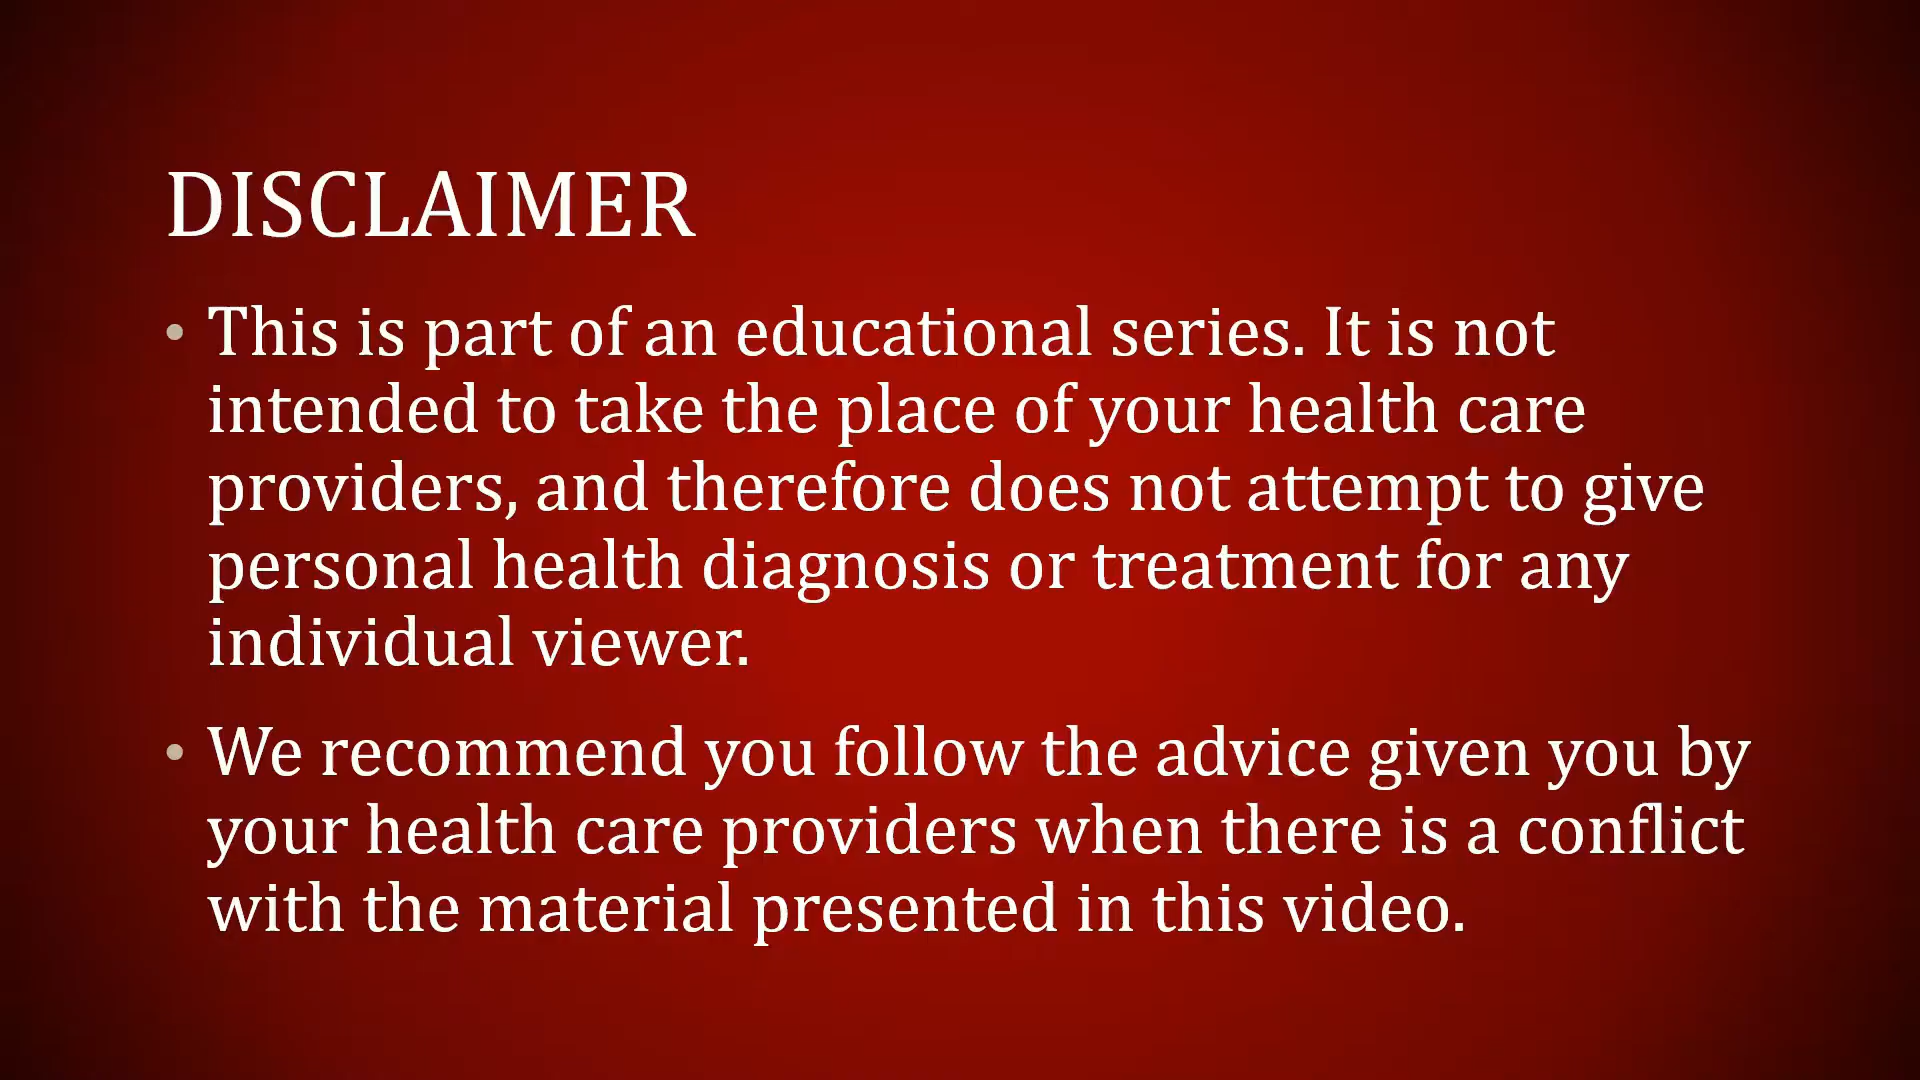 DISCLAIMER
• This is part of an educational series. It is not
intended to take the place of your health care
providers, and therefore does not attempt to give
personal health diagnosis or treatment for any
individual viewer.
• We recommend you follow the advice given you by
your health care providers when there is a conflict
with the material presented in this video.